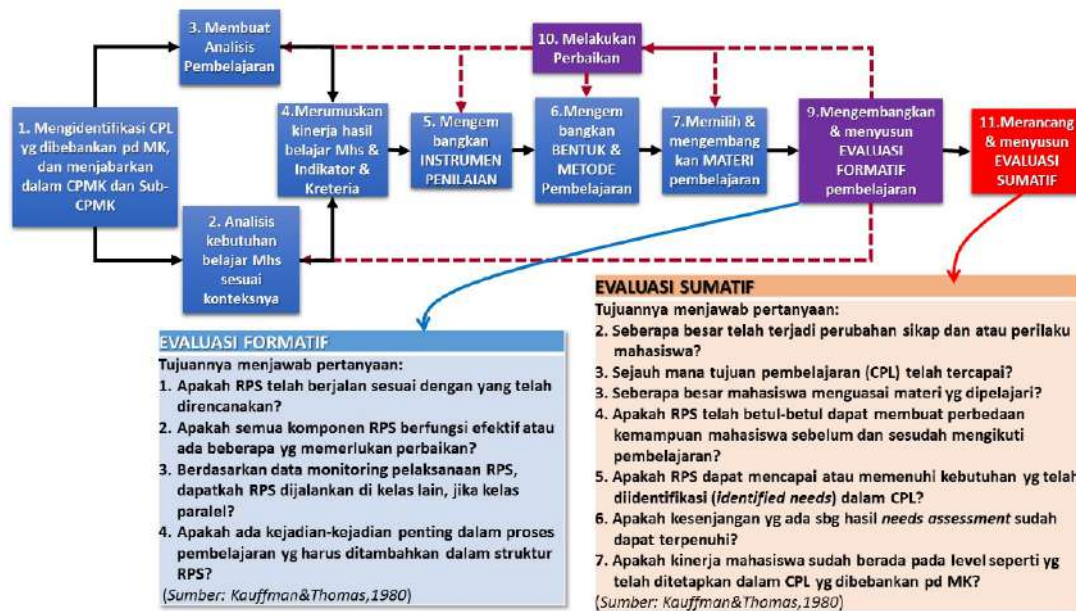 3. Membuat
Analisis
Pembelajaran
10. Melakukan
Perbaikan
1. Mengidentifikasi CPL
yg dibebankan pd MK,
dan menjabarkan
dalam CPMK dan Sub-
CPMK
4.Merumuskan
kinerja hasil
belajar Mhs &
Indikator &
Kreteria
5. Mengem
bangkan
INSTRUMEN
PENILAIAN
6.Mengem
bangkan
BENTUK &
METODE
Pembelajaran
7.Memilih &
mengembang
kan MATERI
pembelajaran
9.Mengembangkan
& menyusun
EVALUASI
FORMATIF
pembelajaran
11.Merancang
& menyusun
EVALUASI
SUMATIF
2. Analisis
kebutuhan
belajar Mhs
sesuai
konteksnya
EVALUASI FORMATIF
Tujuannya menjawab pertanyaan:
1. Apakah RPS telah berjalan sesuai dengan yang telah
direncanakan?
2. Apakah semua komponen RPS berfungsi efektif atau
ada beberapa yg memerlukan perbaikan?
3. Berdasarkan data monitoring pelaksanaan RPS,
dapatkah RPS dijalankan di kelas lain, jika kelas
paralel?
4. Apakah ada kejadian-kejadian penting dalam proses
pembelajaran yg harus ditambahkan dalam struktur
RPS?
(Sumber: Kauffman&Thomas,1980)
EVALUASI SUMATIF
Tujuannya menjawab pertanyaan:
2. Seberapa besar telah terjadi perubahan sikap dan atau perilaku
mahasiswa?
3. Sejauh mana tujuan pembelajaran (CPL) telah tercapai?
3. Seberapa besar mahasiswa menguasai materi yg dipelajari?
4 Apakah RPS telah betul-betul dapat membuat perbedaan
kemampuan mahasiswa sebelum dan sesudah mengikuti
pembelajaran?
5 Apakah RPS dapat mencapai atau memenuhi kebutuhan yg telah
diidentifikasi (identified needs) dalam CPL?
6. Apakah kesenjangan yg ada sbg hasil needs assessment sudah
dapat terpenuhi?
7. Apakah kinerja mahasiswa sudah berada pada level seperti yg
telah ditetapkan dalam CPL yg dibebankan pd MK?
(Sumber: Kauffman&Thomas,1980)